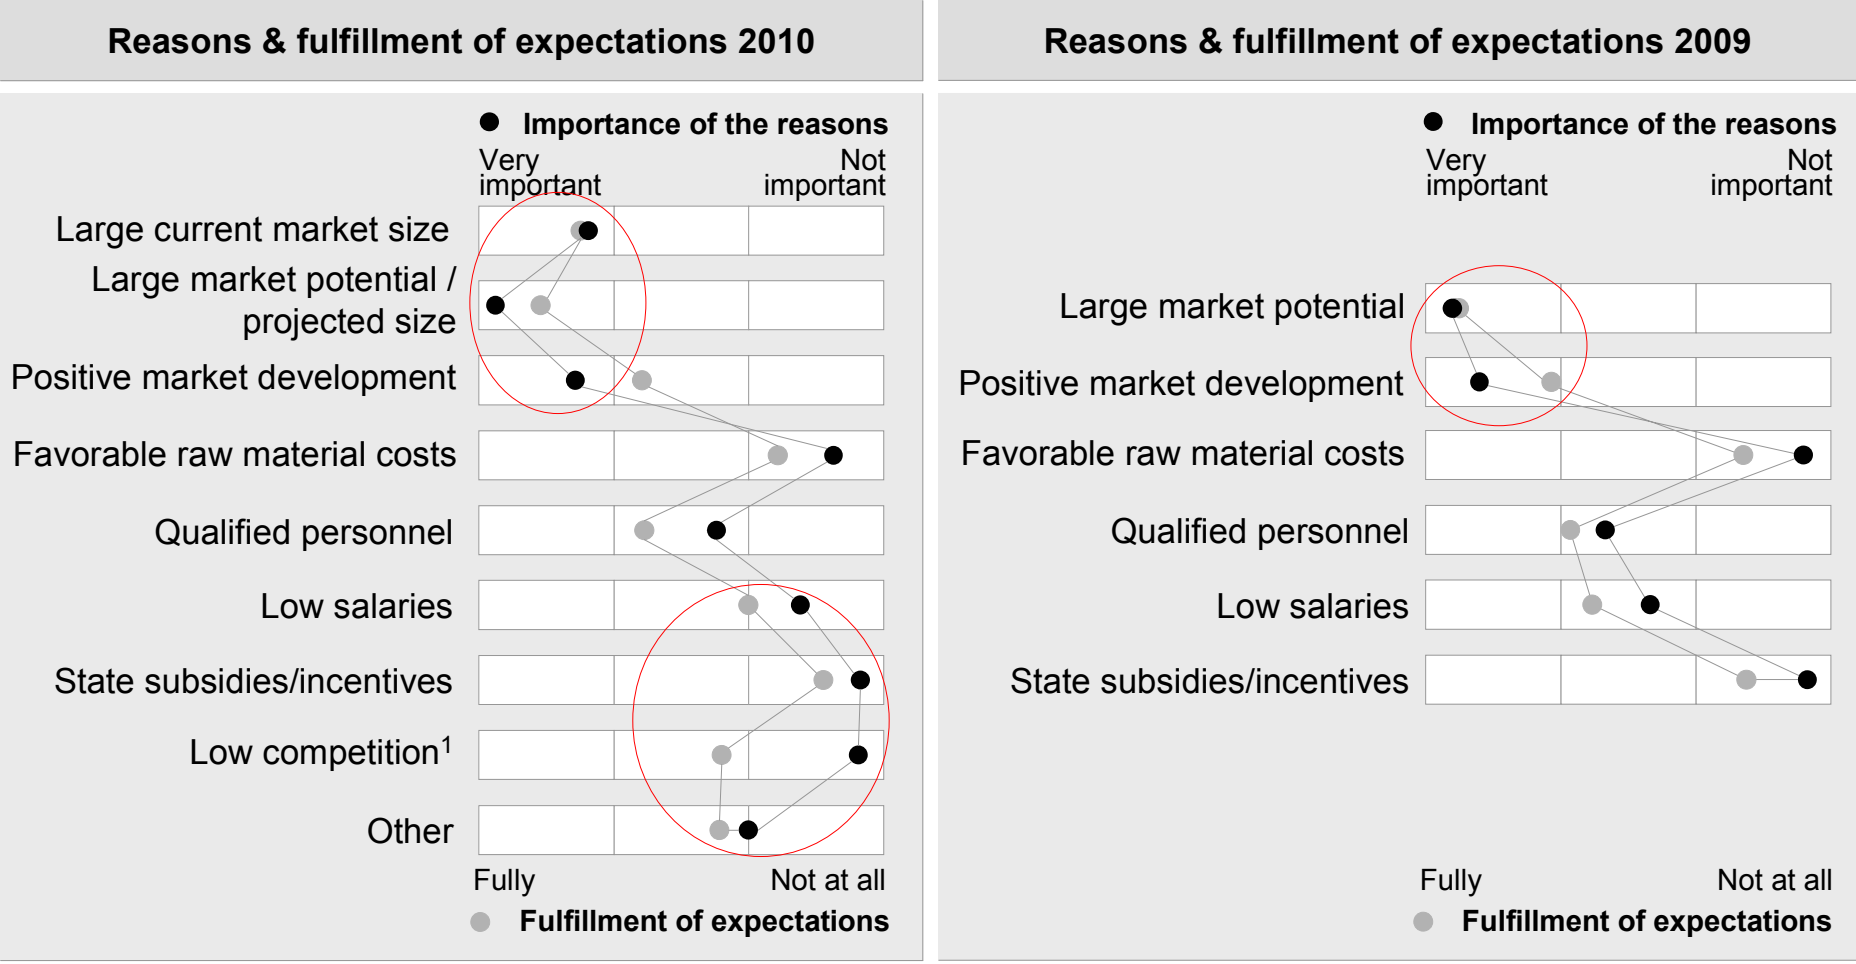 Reasons & fulfillment of expectations 2010
Importance of the reasons
Very
important
Not
important
Large current market size
Large market potential /
projected size
Positive market development
Favorable raw material costs
Qualified personnel
Low salaries
State subsidies/incentives
Low competition¹
Other
Fully
Not at all
Fulfillment of expectations
Reasons & fulfillment of expectations 2009
Importance of the reasons
Very
important
Not
important
Large market potential
Positive market development
Favorable raw material costs
Qualified personnel
Low salaries
State subsidies/incentives
Fully
Not at all
Fulfillment of expectations